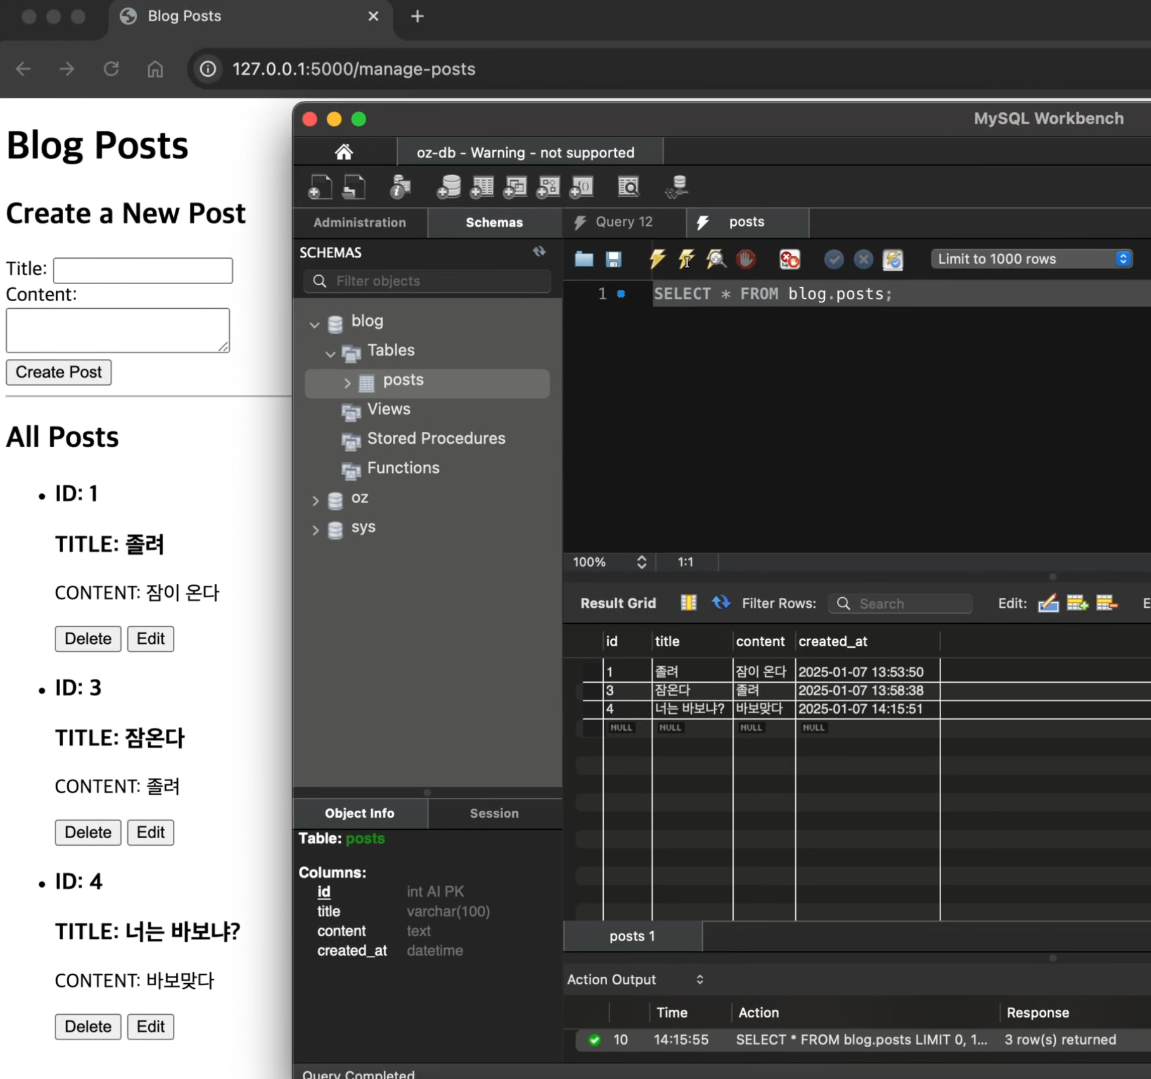 Blog Posts
127.0.0.1:5000/manage-posts
Blog Posts
Create a New Post
Title:
Content:
Create Post
All Posts
ID: 1
TITLE: 졸려
CONTENT: 잠이 온다
Delete Edit
ID: 3
TITLE: 잠온다
CONTENT: 졸려
Delete Edit
ID: 4
TITLE: 너는 바보냐?
CONTENT: 바보맞다
Delete Edit
MySQL Workbench
oz-db - Warning - not supported
Administration Schemas
SCHEMAS
Filter objects
blog
Tables
posts
Views
Stored Procedures
Functions
oz
sys
Object Info Session
Table: posts
Columns:
id int AI PK
title varchar(100)
content text
created_at datetime
Query 12 posts
Limit to 1000 rows
1 SELECT * FROM blog.posts;
100% 1:1
Result Grid Filter Rows: Search Edit: E
id title content created_at
1 졸려 잠이 온다 2025-01-07 13:53:50
3 잠온다 졸려 2025-01-07 13:58:38
4 너는 바보냐? 바보맞다 2025-01-07 14:15:51
NULL NULL NULL NULL
posts 1
Action Output
Time Action Response
10 14:15:55 SELECT * FROM blog.posts LIMIT 0, 1... 3 row(s) returned
Query Completed